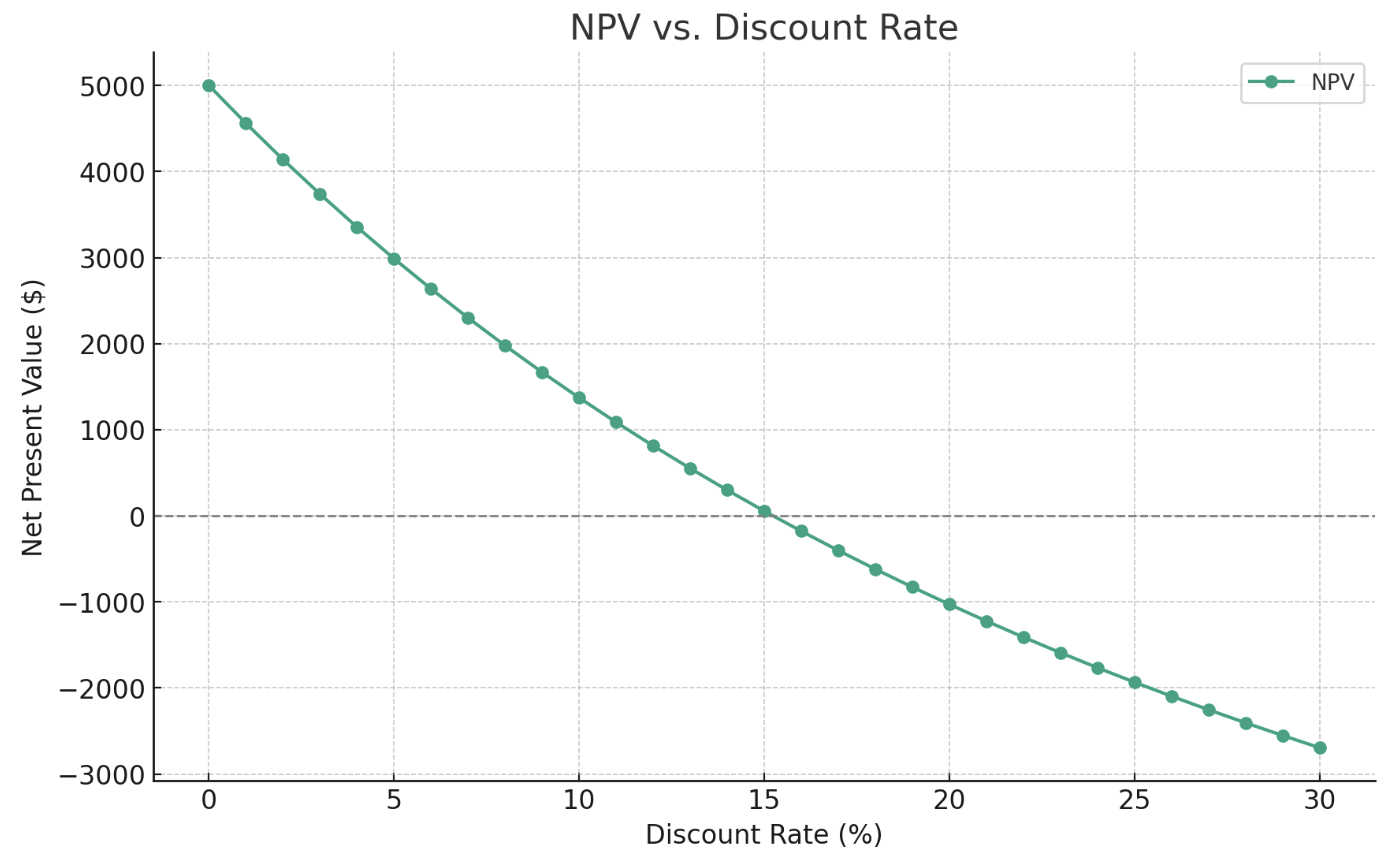 NPV vs. Discount Rate
NPV
Net Present Value ($)
5000
4000
3000
2000
1000
0
−1000
−2000
−3000
0 5 10 15 20 25 30
Discount Rate (%)